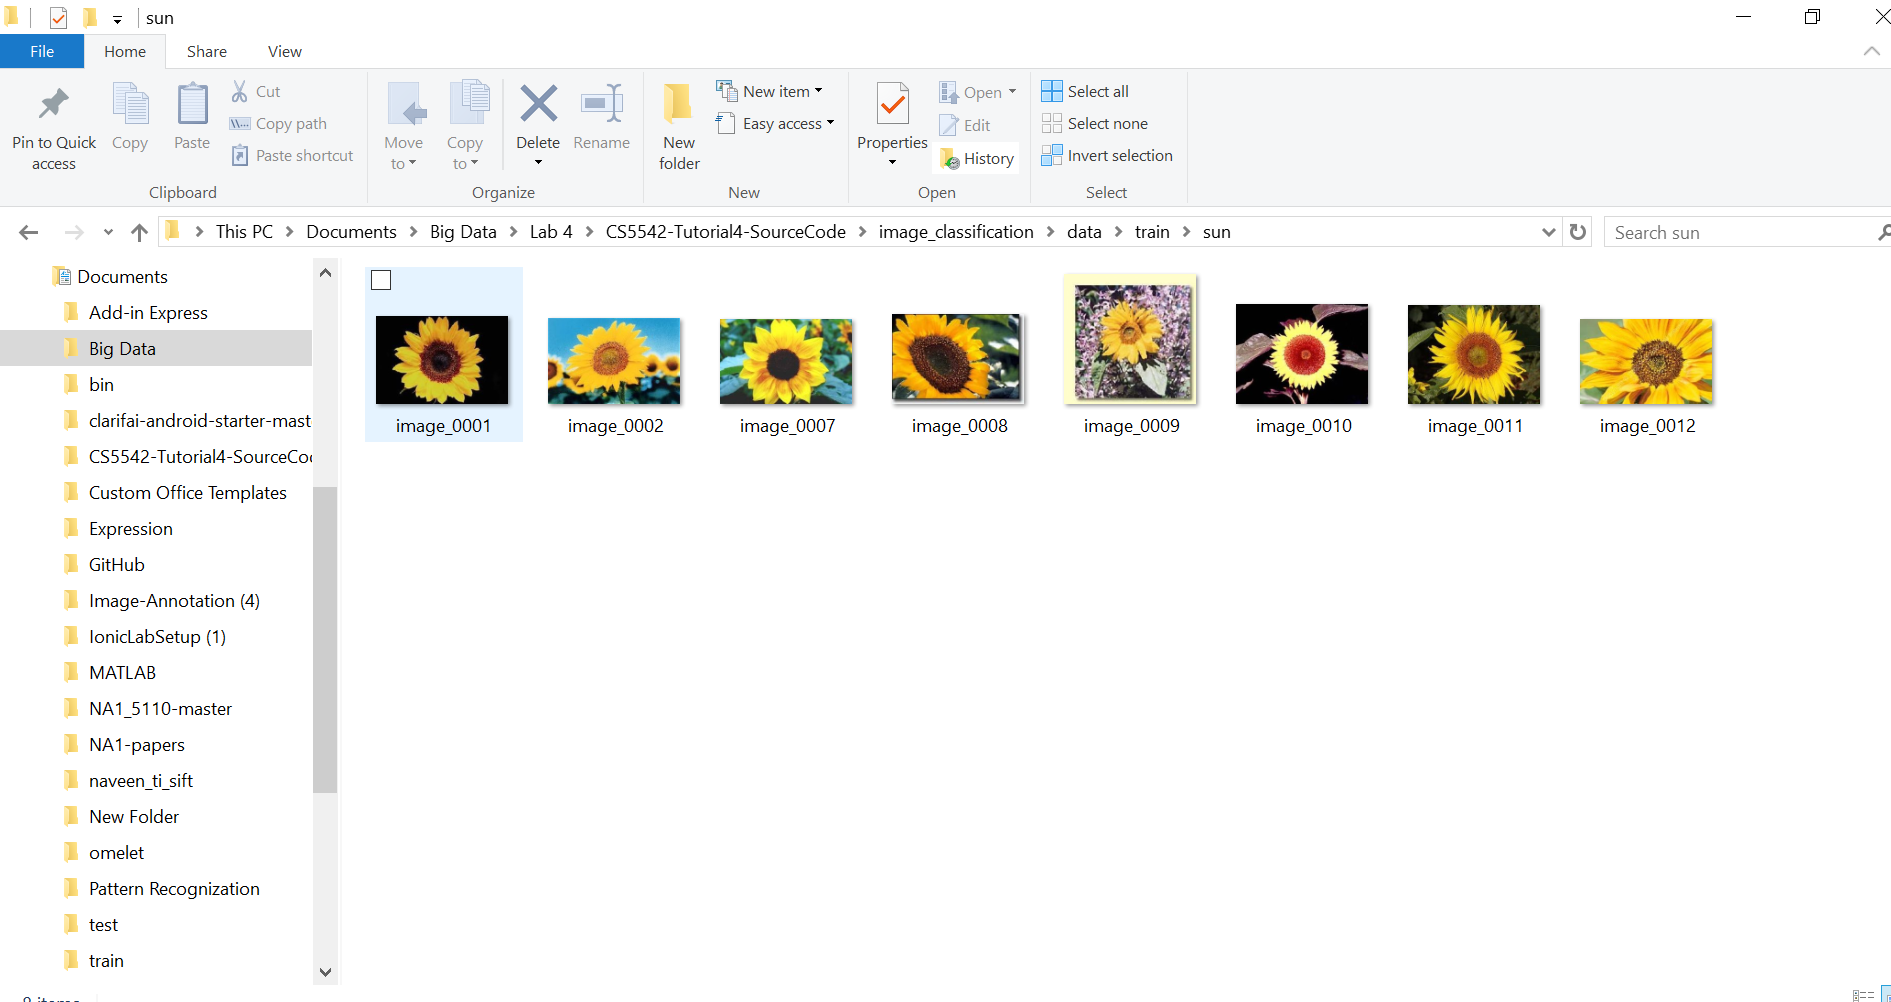 sun
File Home Share View
Pin to Quick access
Copy
Paste
Cut
Copy path
Paste shortcut
Clipboard
Move to
Copy to
Delete
Rename
Organize
New folder
New item
Easy access
New
Properties
Open
Edit
History
Open
Select all
Select none
Invert selection
Select
This PC > Documents > Big Data > Lab 4 > CS5542-Tutorial4-SourceCode > image_classification > data > train > sun
Search sun
Documents
Add-in Express
Big Data
bin
clarifai-android-starter-mast
CS5542-Tutorial4-SourceCo
Custom Office Templates
Expression
GitHub
Image-Annotation (4)
IonicLabSetup (1)
MATLAB
NA1_5110-master
NA1-papers
naveen_ti_sift
New Folder
omelet
Pattern Recognization
test
train
image_0001 image_0002 image_0007 image_0008 image_0009 image_0010 image_0011 image_0012